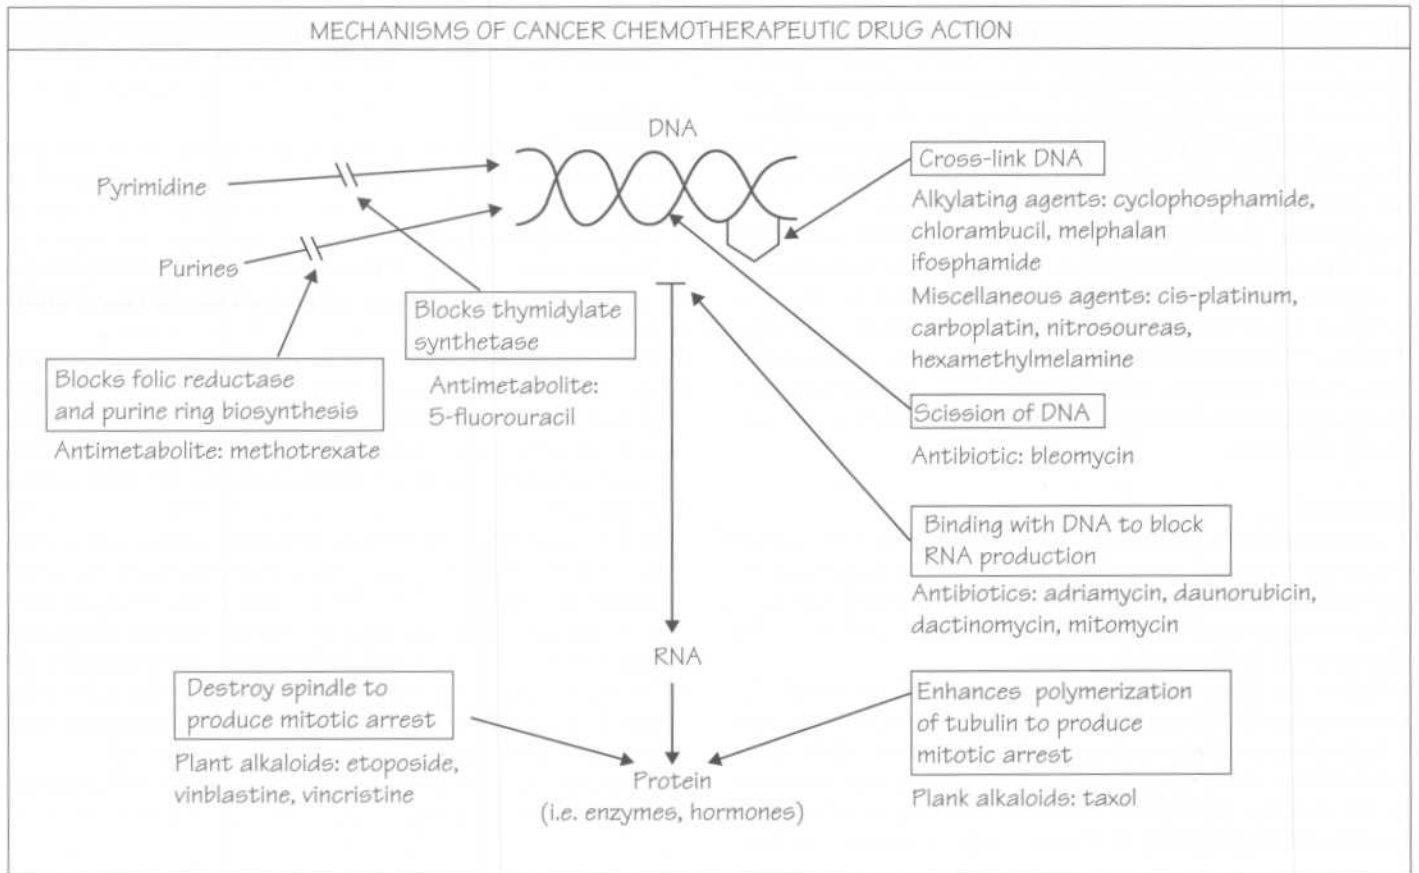 MECHANISMS OF CANCER CHEMOTHERAPEUTIC DRUG ACTION
DNA
Pyrimidine
Purines
Cross-link DNA
Alkylating agents: cyclophosphamide,
chlorambucil, melphalan
ifosphamide
Miscellaneous agents: cis-platinum,
carboplatin, nitrosoureas,
hexamethylmelamine
Blocks thymidylate
synthetase
Antimetabolite:
5-fluorouracil
Blocks folic reductase
and purine ring biosynthesis
Antimetabolite: methotrexate
Scission of DNA
Antibiotic: bleomycin
Binding with DNA to block
RNA production
Antibiotics: adriamycin, daunorubicin,
dactinomycin, mitomycin
RNA
Destroy spindle to
produce mitotic arrest
Plant alkaloids: etoposide,
vinblastine, vincristine
Enhances polymerization
of tubulin to produce
mitotic arrest
Plank alkaloids: taxol
Protein
(i.e. enzymes, hormones)